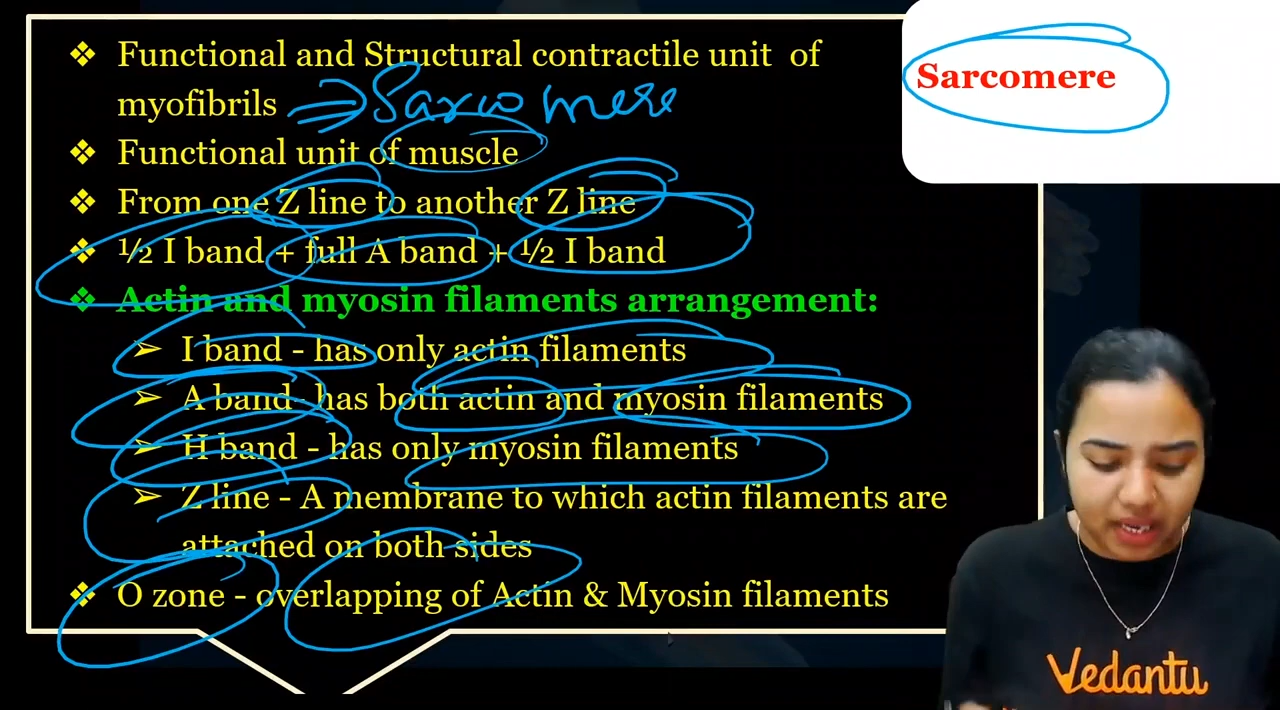 ❖ Functional and Structural contractile unit of
myofibrils ⇒ Sarcomere
❖ Functional unit of muscle
❖ From one Z line to another Z line
❖ ½ I band + full A band + ½ I band
❖ Actin and myosin filaments arrangement:
➢ I band - has only actin filaments
➢ A band- has both actin and myosin filaments
➢ H band - has only myosin filaments
➢ Z line - A membrane to which actin filaments are
attached on both sides
❖ O zone - overlapping of Actin & Myosin filaments
Sarcomere
Vedantu